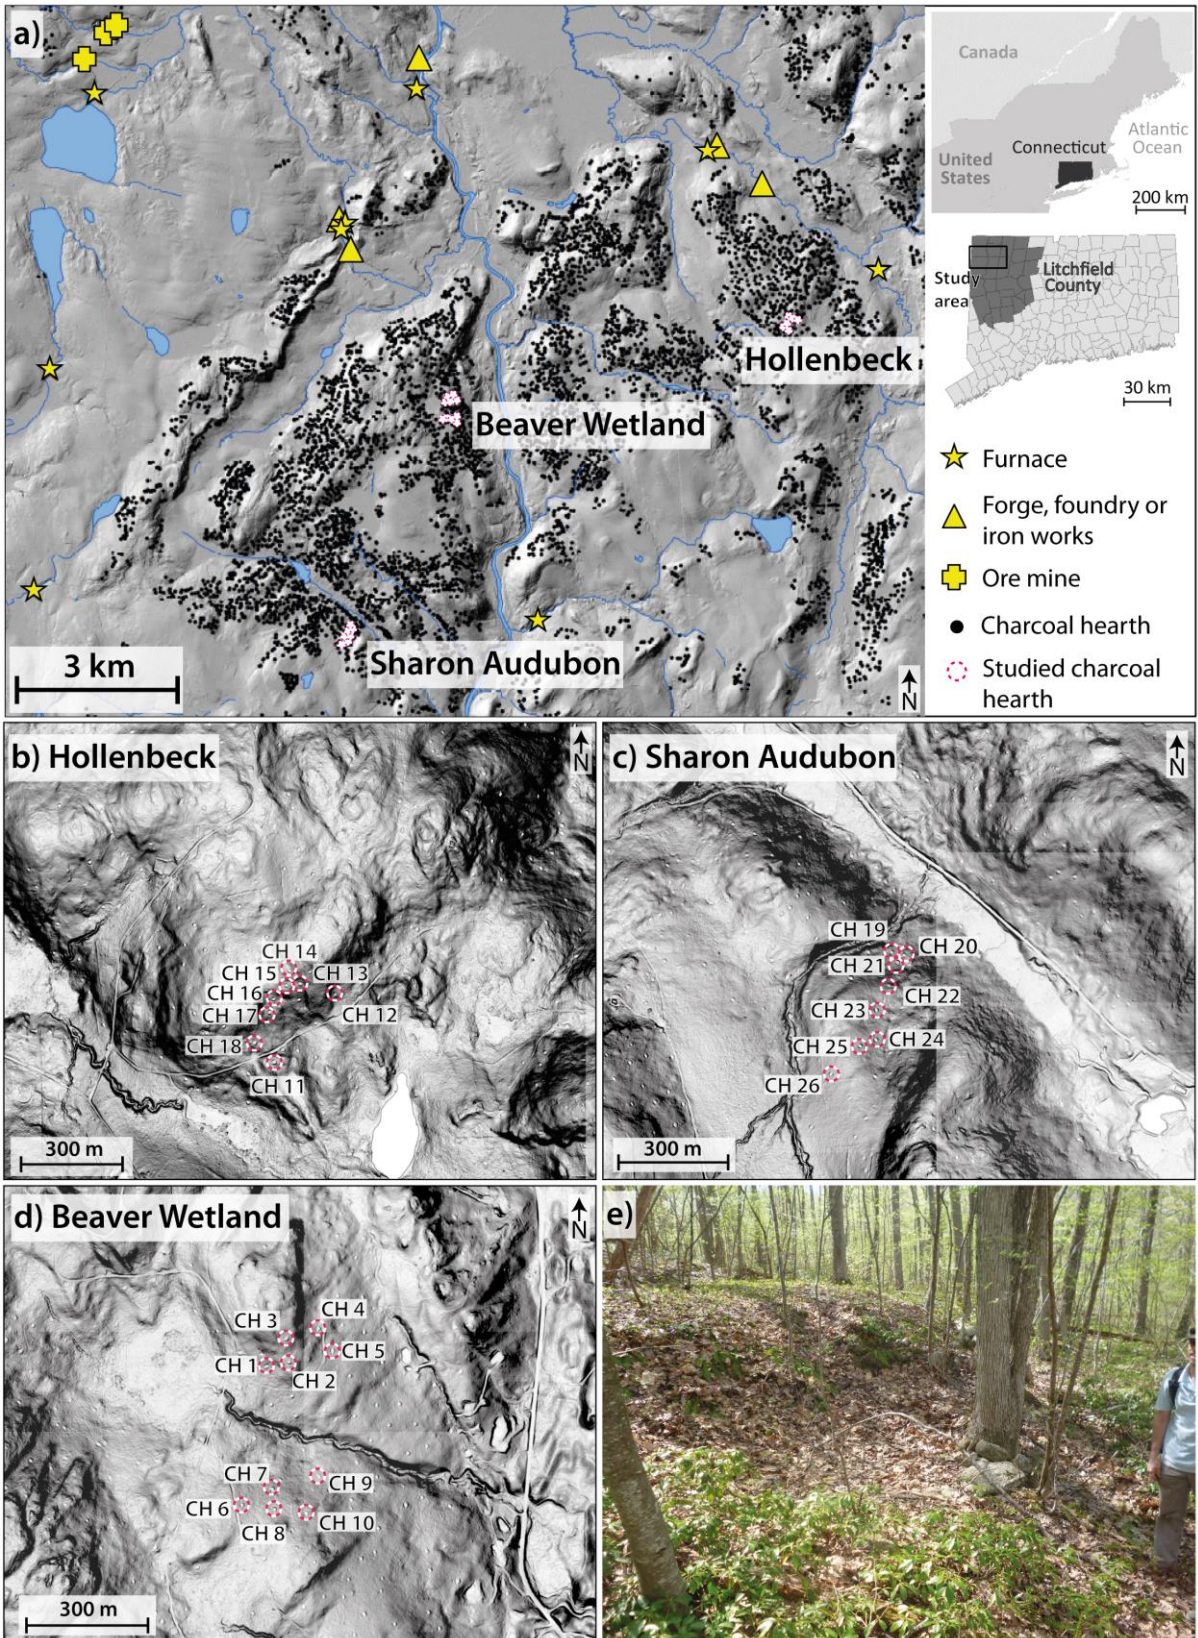 a)
Hollenbeck
Beaver Wetland
Sharon Audubon
3 km
N
Canada
Atlantic
Ocean
Connecticut
United
States
200 km
Study
area
Litchfield
County
30 km
Furnace
Forge, foundry or
iron works
Ore mine
Charcoal hearth
Studied charcoal
hearth
b) Hollenbeck
N
CH 14
CH 15
CH 13
CH 16
CH 17
CH 12
CH 18
CH 11
300 m
c) Sharon Audubon
N
CH 19
CH 20
CH 21
CH 22
CH 23
CH 24
CH 25
CH 26
300 m
d) Beaver Wetland
N
CH 4
CH 3
CH 5
CH 1
CH 2
CH 7
CH 9
CH 6
CH 8
CH 10
300 m
e)